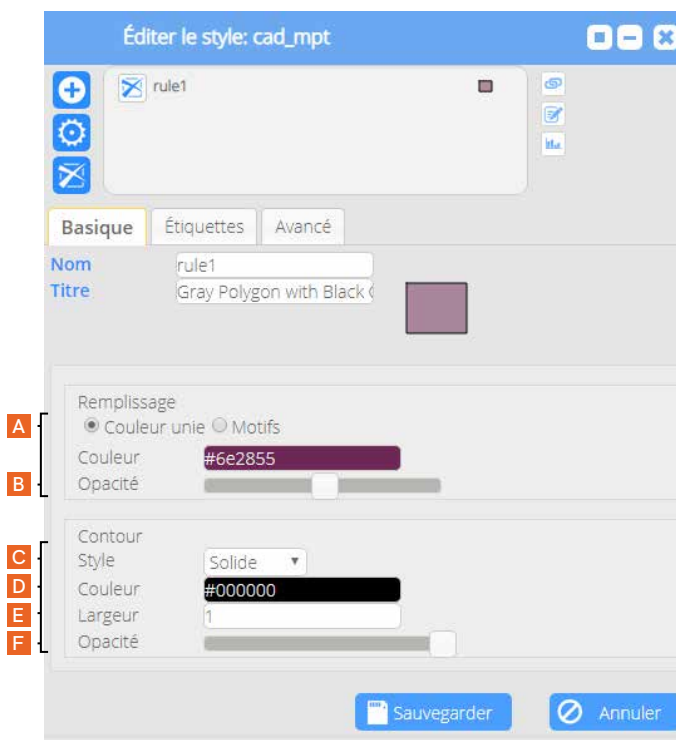 Éditer le style: cad_mpt
rule1
Basique Étiquettes Avancé
Nom rule1
Titre Gray Polygon with Black
Remplissage
A Couleur unie Motifs
Couleur #6e2855
B Opacité
Contour
C Style Solide
D Couleur #000000
E Largeur 1
F Opacité
Sauvegarder Annuler